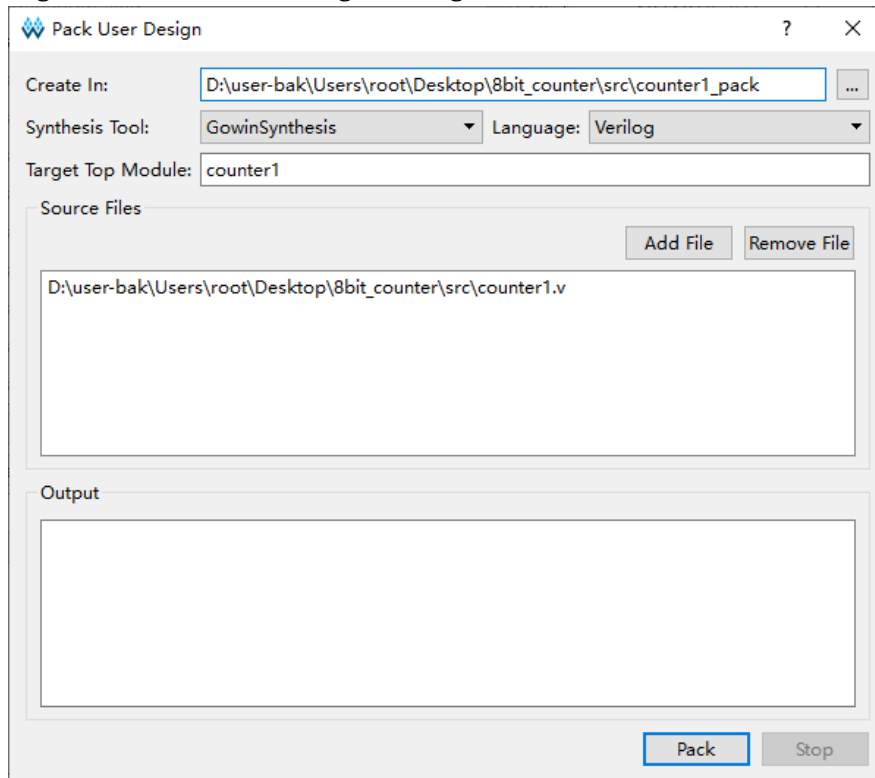 Pack User Design ?
Create In: D:\user-bak\Users\root\Desktop\8bit_counter\src\counter1_pack ...
Synthesis Tool: GowinSynthesis Language: Verilog
Target Top Module: counter1
Source Files
Add File Remove File
D:\user-bak\Users\root\Desktop\8bit_counter\src\counter1.v
Output
Pack Stop